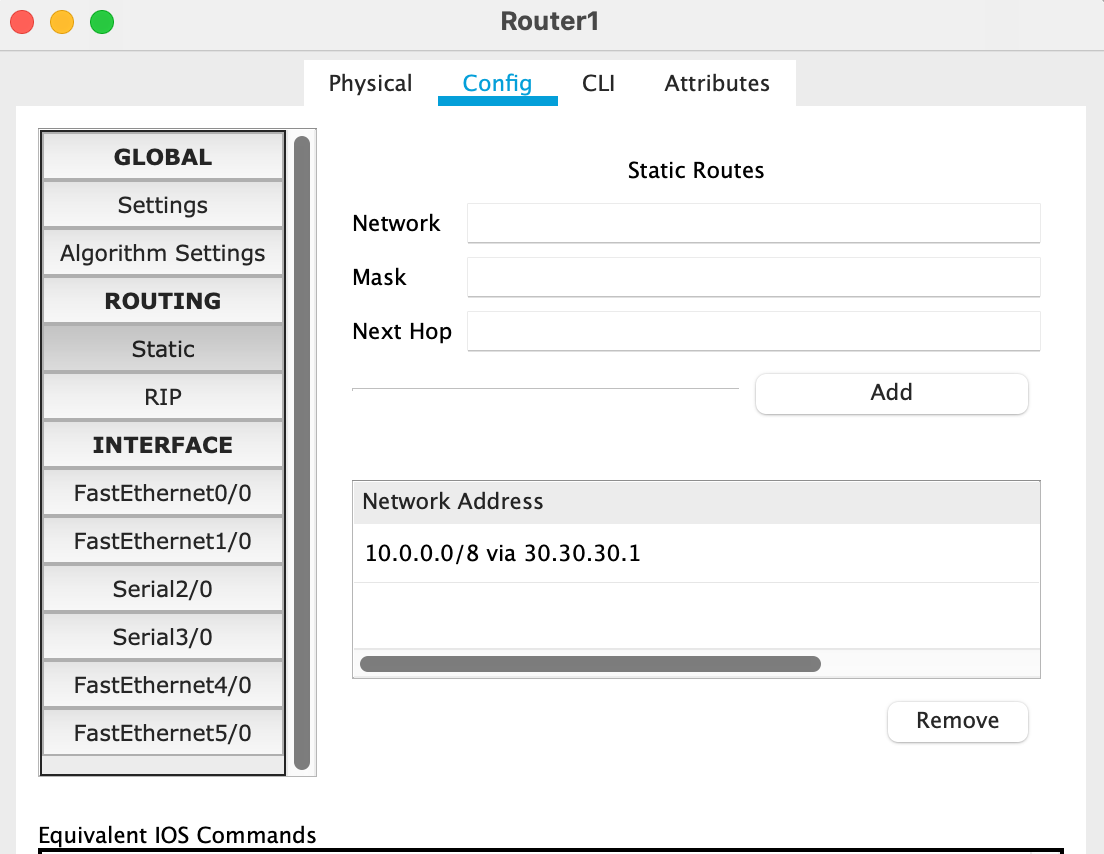 Router1
Physical
Config
CLI
Attributes
GLOBAL
Settings
Algorithm Settings
ROUTING
Static
RIP
INTERFACE
FastEthernet0/0
FastEthernet1/0
Serial2/0
Serial3/0
FastEthernet4/0
FastEthernet5/0
Static Routes
Network
Mask
Next Hop
Add
Network Address
10.0.0.0/8 via 30.30.30.1
Remove
Equivalent IOS Commands